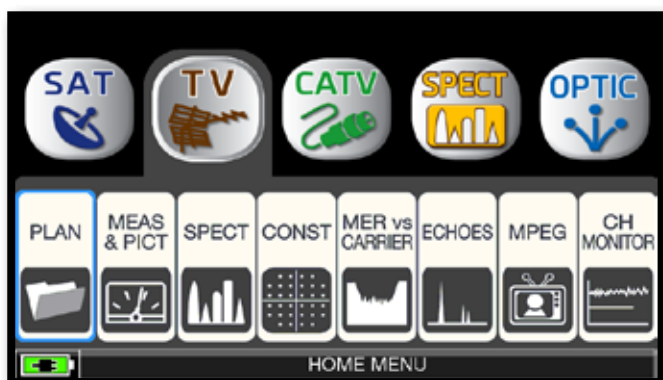 SAT
TV
CATV
SPECT
OPTIC
PLAN
MEAS
& PICT
SPECT
CONST
MER vs
CARRIER
ECHOES
MPEG
CH
MONITOR
HOME MENU